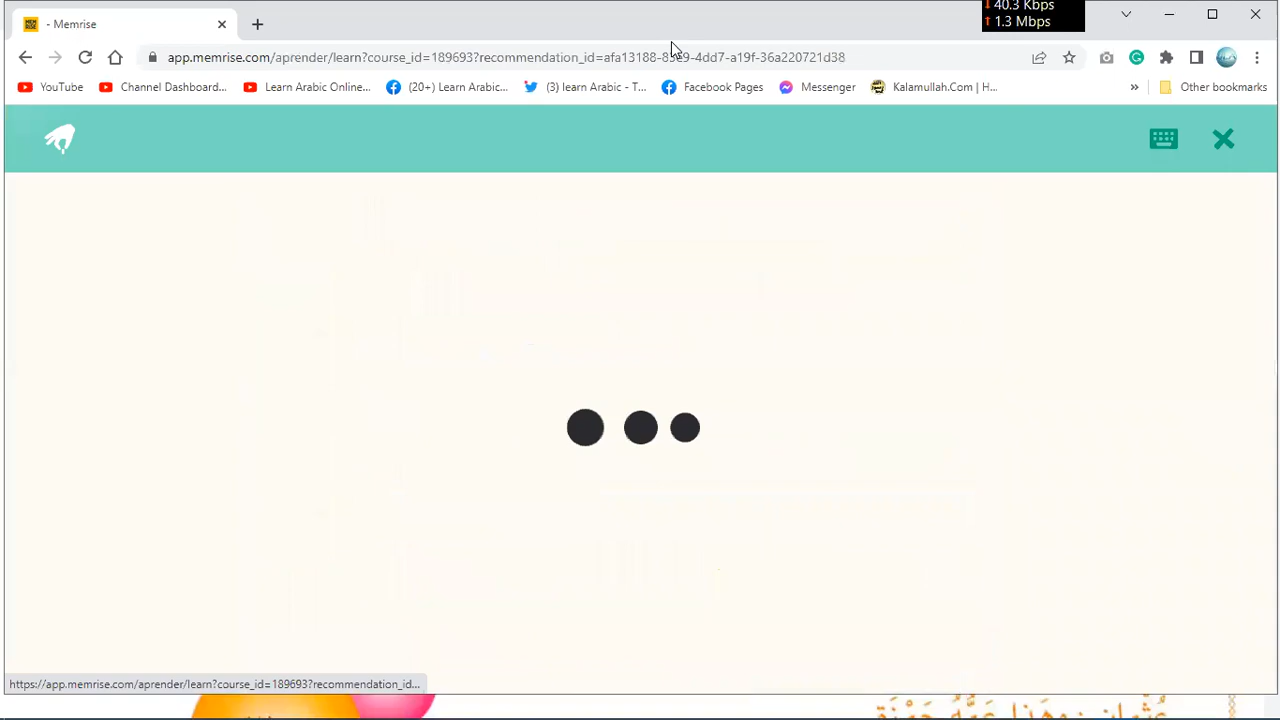 40.3 Kbps
1.3 Mbps
- Memrise
app.memrise.com/aprender/learn?course_id=189693?recommendation_id=afa13188-8
9-4dd7-a19f-36a220721d38
YouTube
Channel Dashboard...
Learn Arabic Online...
(20+) Learn Arabic...
(3) learn Arabic - T...
Facebook Pages
Messenger
Kalamullah.Com | H...
Other bookmarks
https://app.memrise.com/aprender/learn?course_id=189693?recommendation_id...